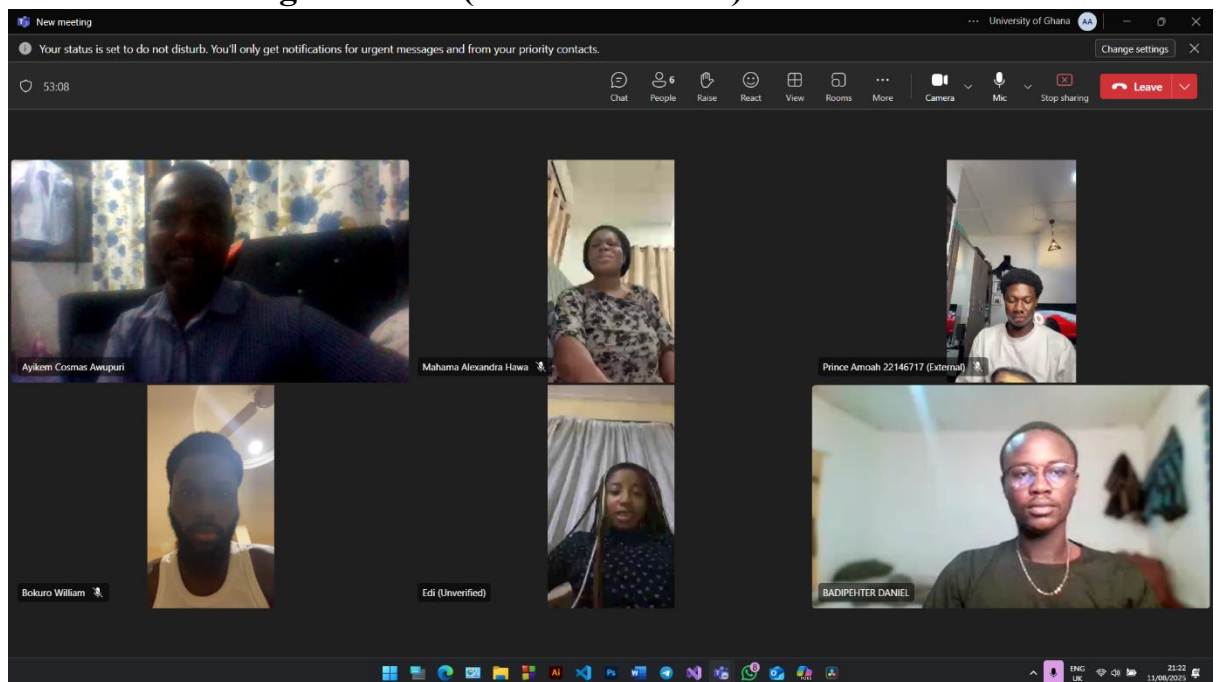 New meeting
... University of Ghana AA
Your status is set to do not disturb. You'll only get notifications for urgent messages and from your priority contacts.
Change settings
53:08
6
Chat People Raise React View Rooms More Camera Mic Stop sharing Leave
Ayikem Cosmas Awupuri
Mahama Alexandra Hawa
Prince Amoah 22146717 (External)
Bokuro William
Edi (Unverified)
BADIPEHTER DANIEL
ENG
UK
21:22
11/08/2025